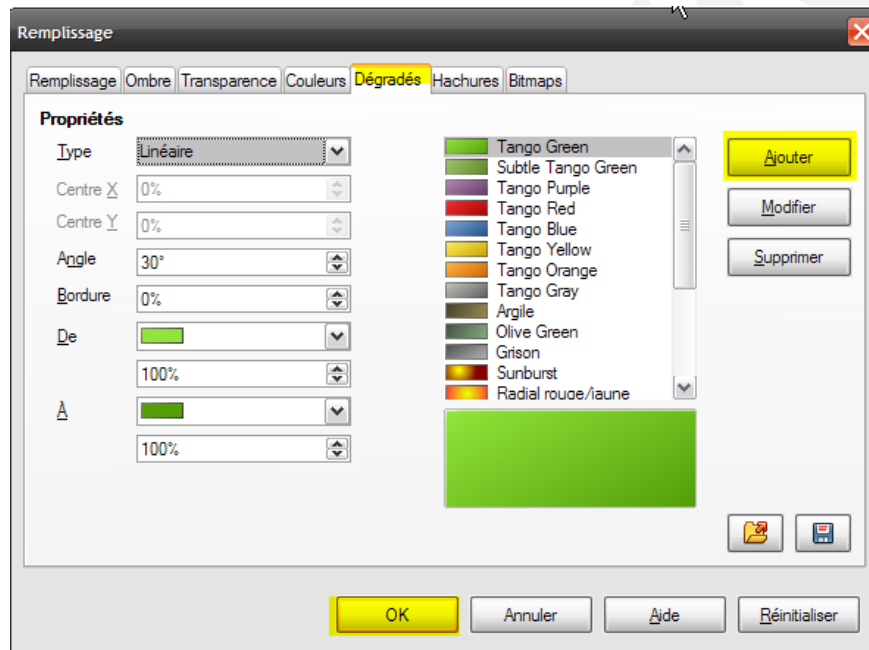 Remplissage
Remplissage Ombre Transparence Couleurs Dégradés Hachures Bitmaps
Propriétés
Type Linéaire
Centre X 0%
Centre Y 0%
Angle 30°
Bordure 0%
De
100%
À
100%
Tango Green
Subtle Tango Green
Tango Purple
Tango Red
Tango Blue
Tango Yellow
Tango Orange
Tango Gray
Argile
Olive Green
Grison
Sunburst
Radial rouge/jaune
Ajouter
Modifier
Supprimer
OK Annuler Aide Réinitialiser